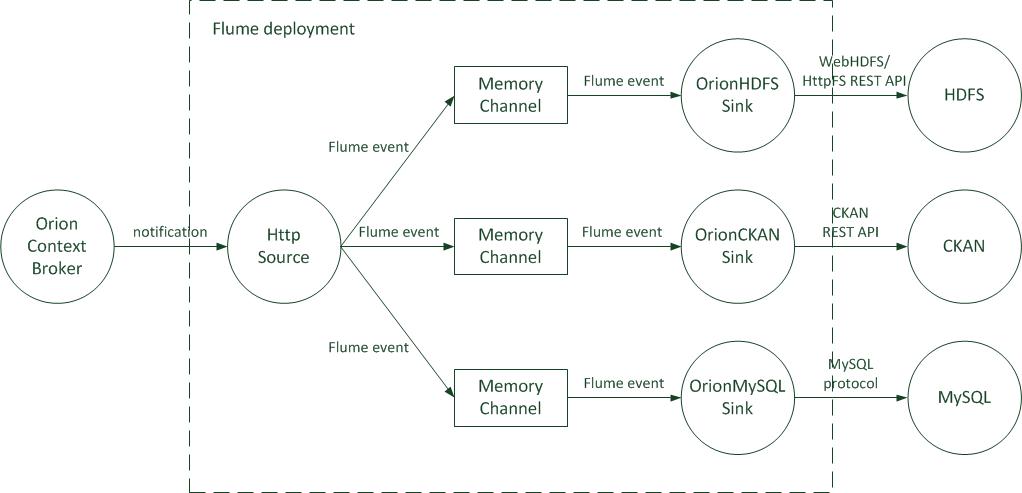 Flume deployment
WebHDFS/
HttpFS REST API
Memory
Channel
Flume event
OrionHDFS
Sink
HDFS
Flume event
Orion
Context
Broker
notification
Http
Source
Flume event
Memory
Channel
Flume event
OrionCKAN
Sink
CKAN
REST API
CKAN
Flume event
Memory
Channel
Flume event
OrionMySQL
Sink
MySQL
protocol
MySQL